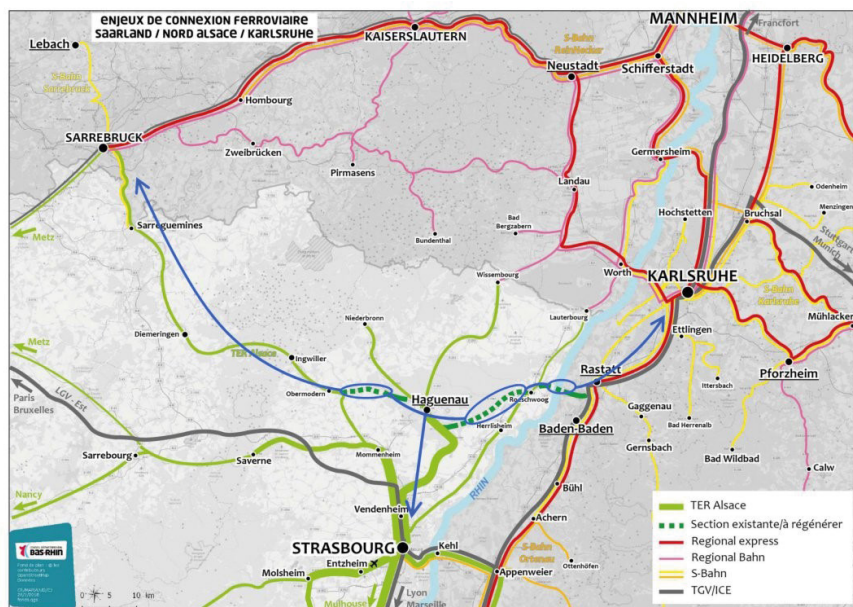 enjeux de connexion ferroviaire
saarland / nord alsace / karlsruhe
MANNHEIM
Francfort
Lebach
KAISERSLAUTERN
S-Bahn
RheinNecker
Neustadt
Schifferstadt
HEIDELBERG
S-Bahn
Sarrebruck
Hombourg
SARREBRUCK
Zweibrücken
Pirmasens
Germersheim
Landau
Odenheim
Hochstetten
Menzingen
Bruchsal
Bad
Bergzabern
Stuttgart
Munich
Sarreguemines
Metz
Bundenthal
Wissembourg
Worth
KARLSRUHE
S-Bahn
Karlsruhe
Niederbronn
Lauterbourg
Mühlacker
Diemeringen
Ettlingen
Metz
TER Alsace
Ingwiller
Pforzheim
Rastatt
Ittersbach
Obermodern
Haguenau
Roeschwoog
Paris
Bruxelles
LGV - Est
Gaggenau
Herrlisheim
Baden-Baden
Bad Herrenalb
Gernsbach
Sarrebourg
Saverne
Mommenheim
Bad Wildbad
RHIN
Calw
Nancy
Bühl
Vendenheim
Achern
STRASBOURG
Kehl
S-Bahn
Ortenau
Entzheim
Ottenhöfen
Molsheim
Appenweier
Mulhouse
Lyon
Marseille
TER Alsace
Section existante/à régénérer
Regional express
Regional Bahn
S-Bahn
TGV/ICE
BAS-RHIN
0 5 10 km